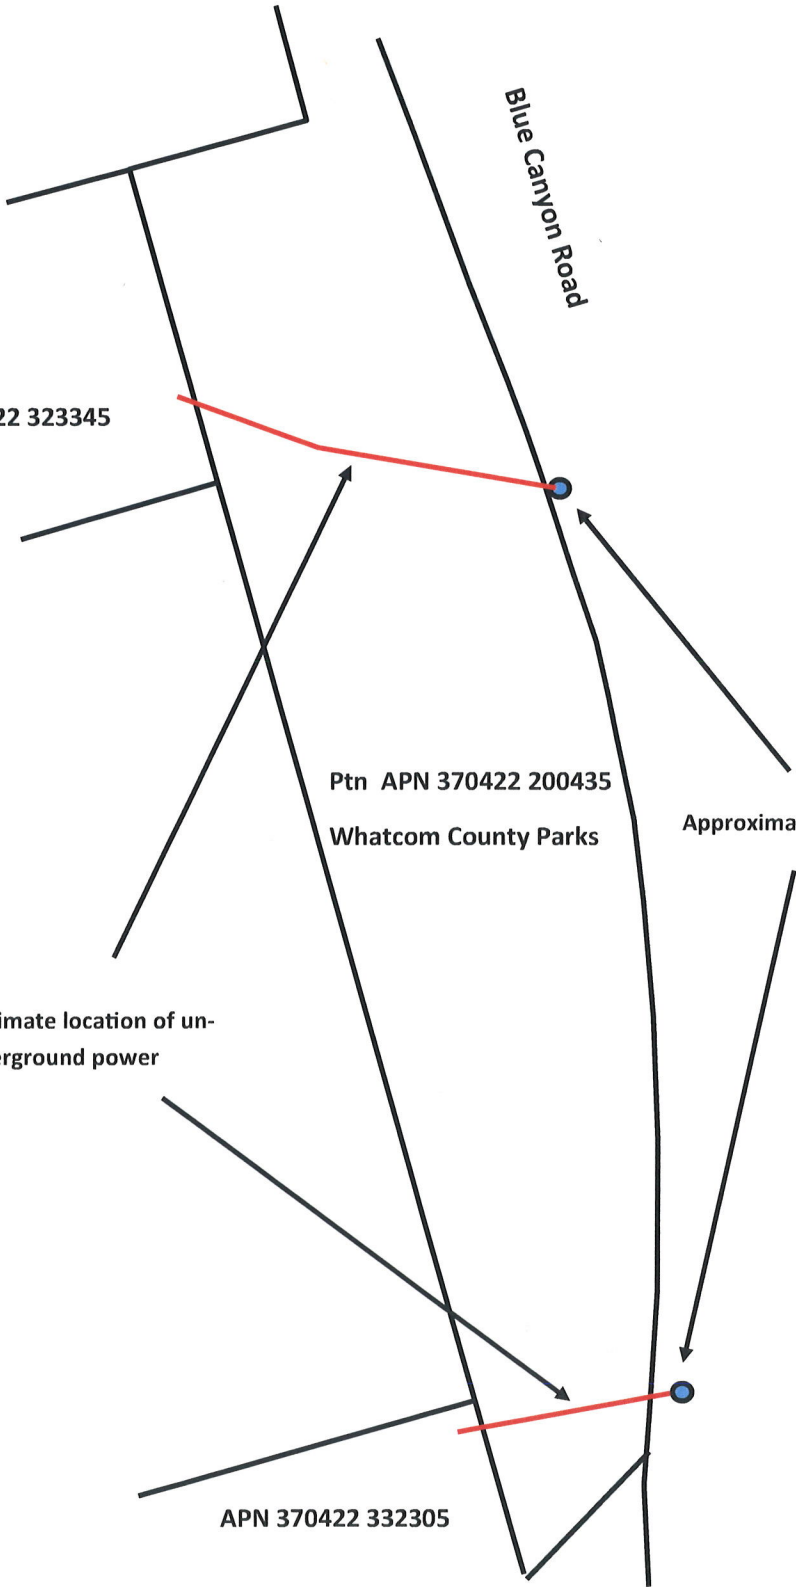 Blue Canyon Road
22 323345
Ptn APN 370422 200435
Whatcom County Parks
Approxima
imate location of un-
erground power
APN 370422 332305